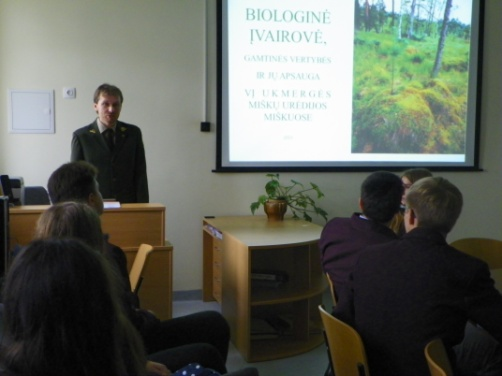 BIOLOGINĖ
ĮVAIROVĖ,
GAMTINĖS VERTYBĖS
IR JŲ APSAUGA
VĮ UKMERGĖS
MIŠKŲ URĖDIJOS
MIŠKUOSE